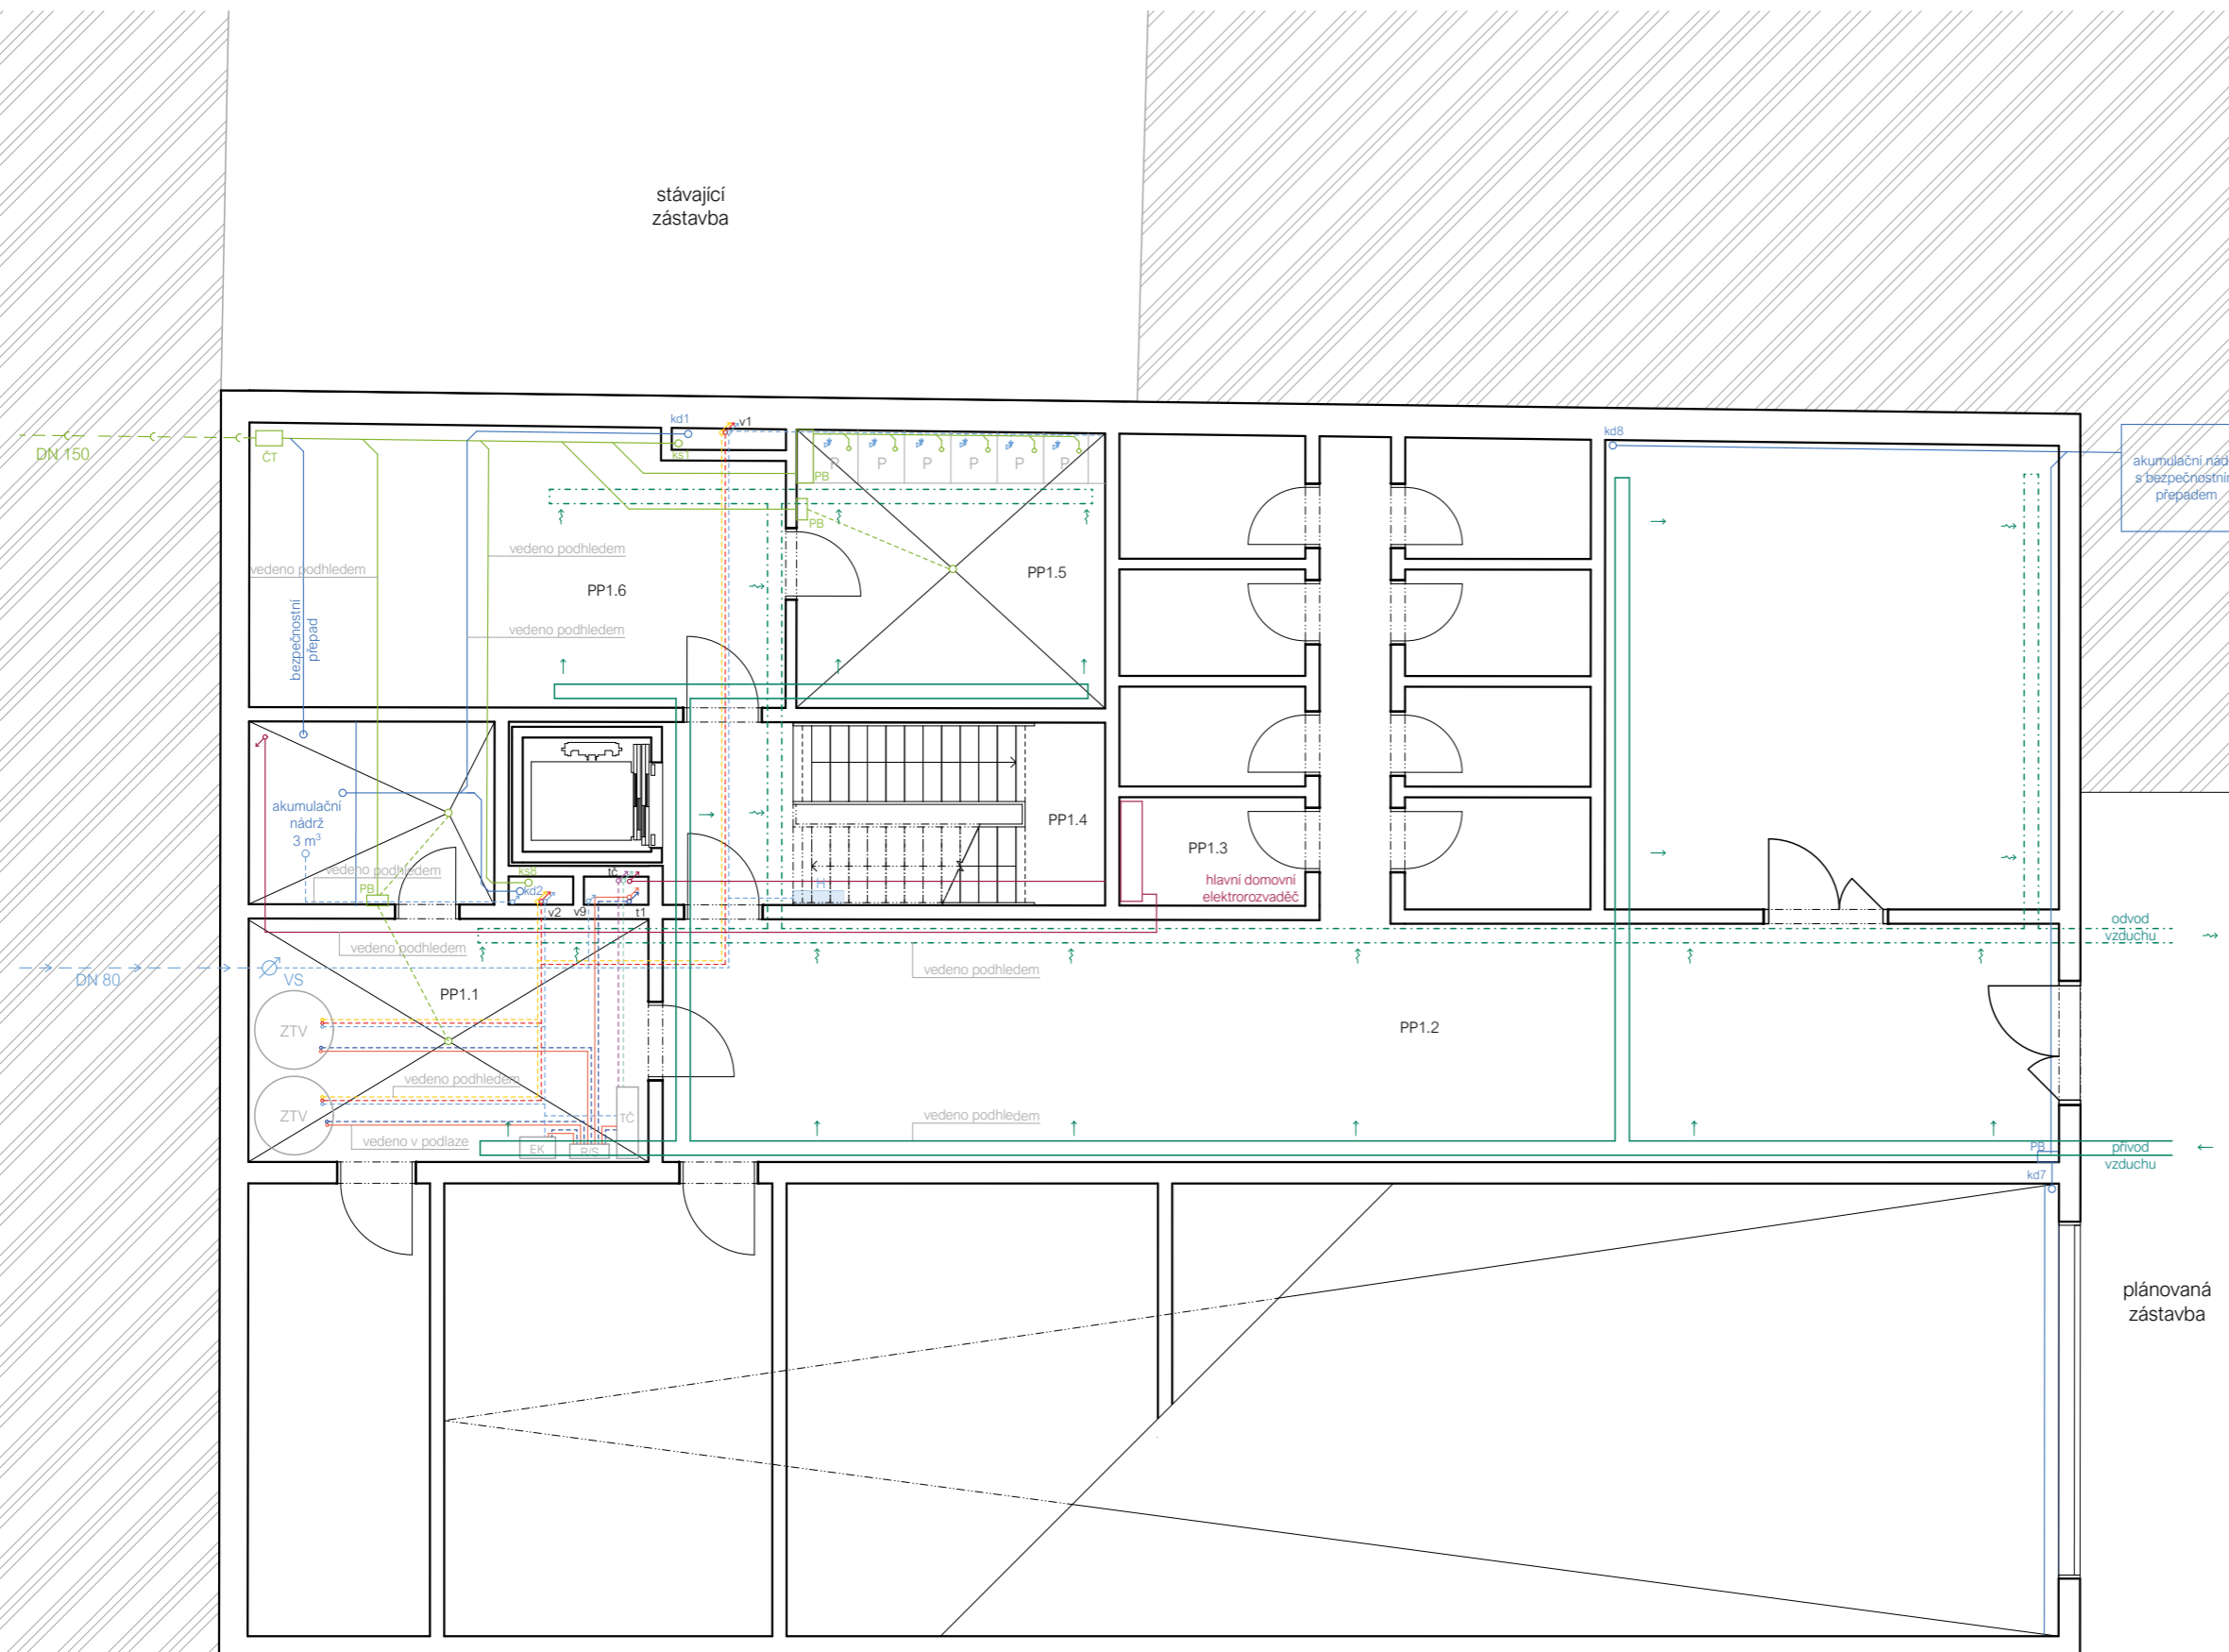 stávající
zástavba
kd1
v1
kd8
DN 150
ČT
ks1
P
P
P
P
P
P
PB
PB
akumulační
s bezpečnostní
přepadem
vedeno podhledem
vedeno podhledem
PP1.5
PP1.6
bezpečnostní
přepad
vedeno podhledem
akumulační
nádrž
3 m³
PP1.4
PP1.3
vedeno podhledem
PB
ks8
kd2
tč
H
hlavní domovní
elektrorozvaděč
v2
v9
t1
odvod
vzduchu
vedeno podhledem
vedeno podhledem
DN 80
VS
PP1.1
ZTV
PP1.2
vedeno podhledem
ZTV
TČ
vedeno podhledem
vedeno v podlaze
EK
R/S
PB
přívod
vzduchu
kd7
plánovaná
zástavba